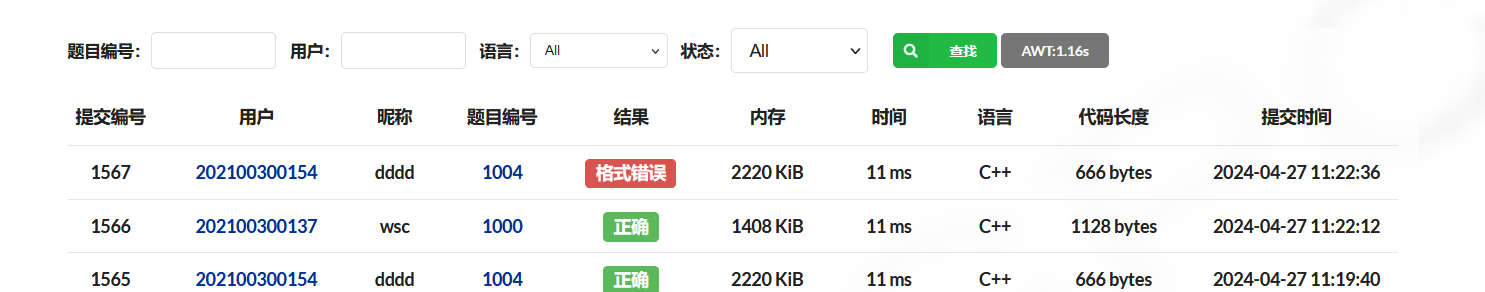 题目编号： 用户： 语言： All 状态： All 查找 AWT:1.16s
提交编号 用户 昵称 题目编号 结果 内存 时间 语言 代码长度 提交时间
1567 202100300154 dddd 1004 格式错误 2220 KiB 11 ms C++ 666 bytes 2024-04-27 11:22:36
1566 202100300137 wsc 1000 正确 1408 KiB 11 ms C++ 1128 bytes 2024-04-27 11:22:12
1565 202100300154 dddd 1004 正确 2220 KiB 11 ms C++ 666 bytes 2024-04-27 11:19:40